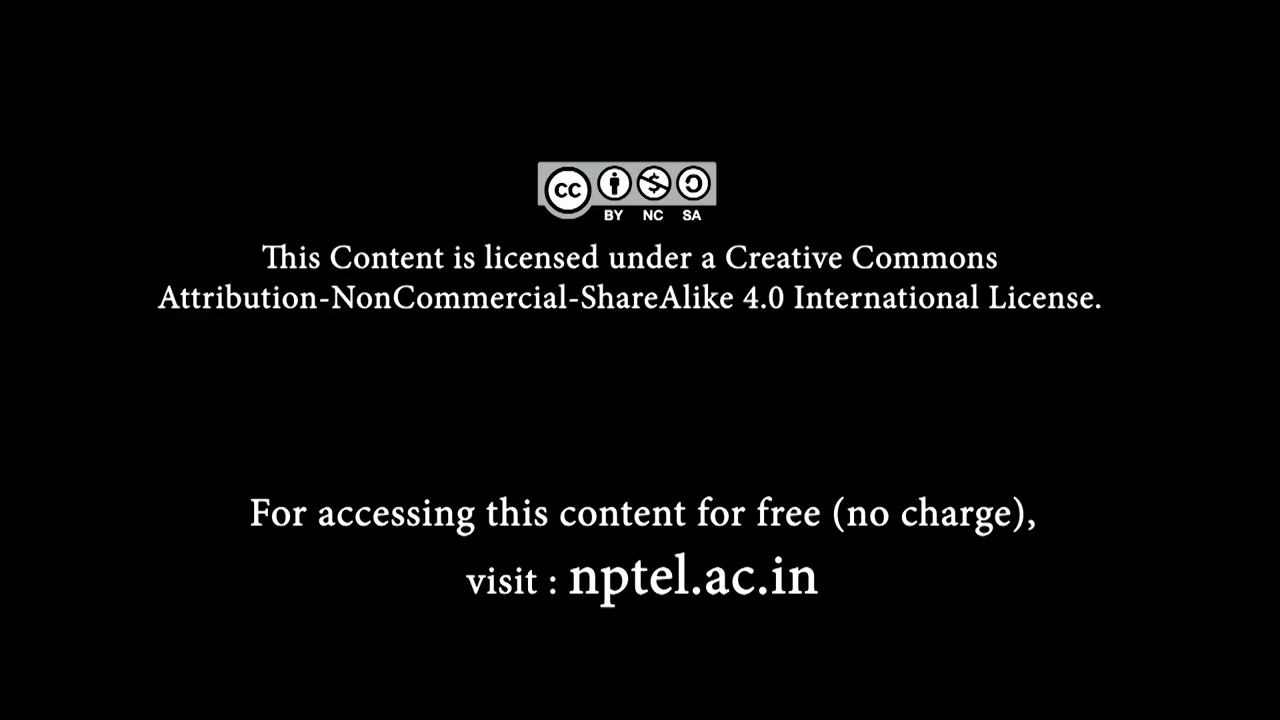 cc
BY NC SA
This Content is licensed under a Creative Commons
Attribution-NonCommercial-ShareAlike 4.0 International License.
For accessing this content for free (no charge),
visit : nptel.ac.in